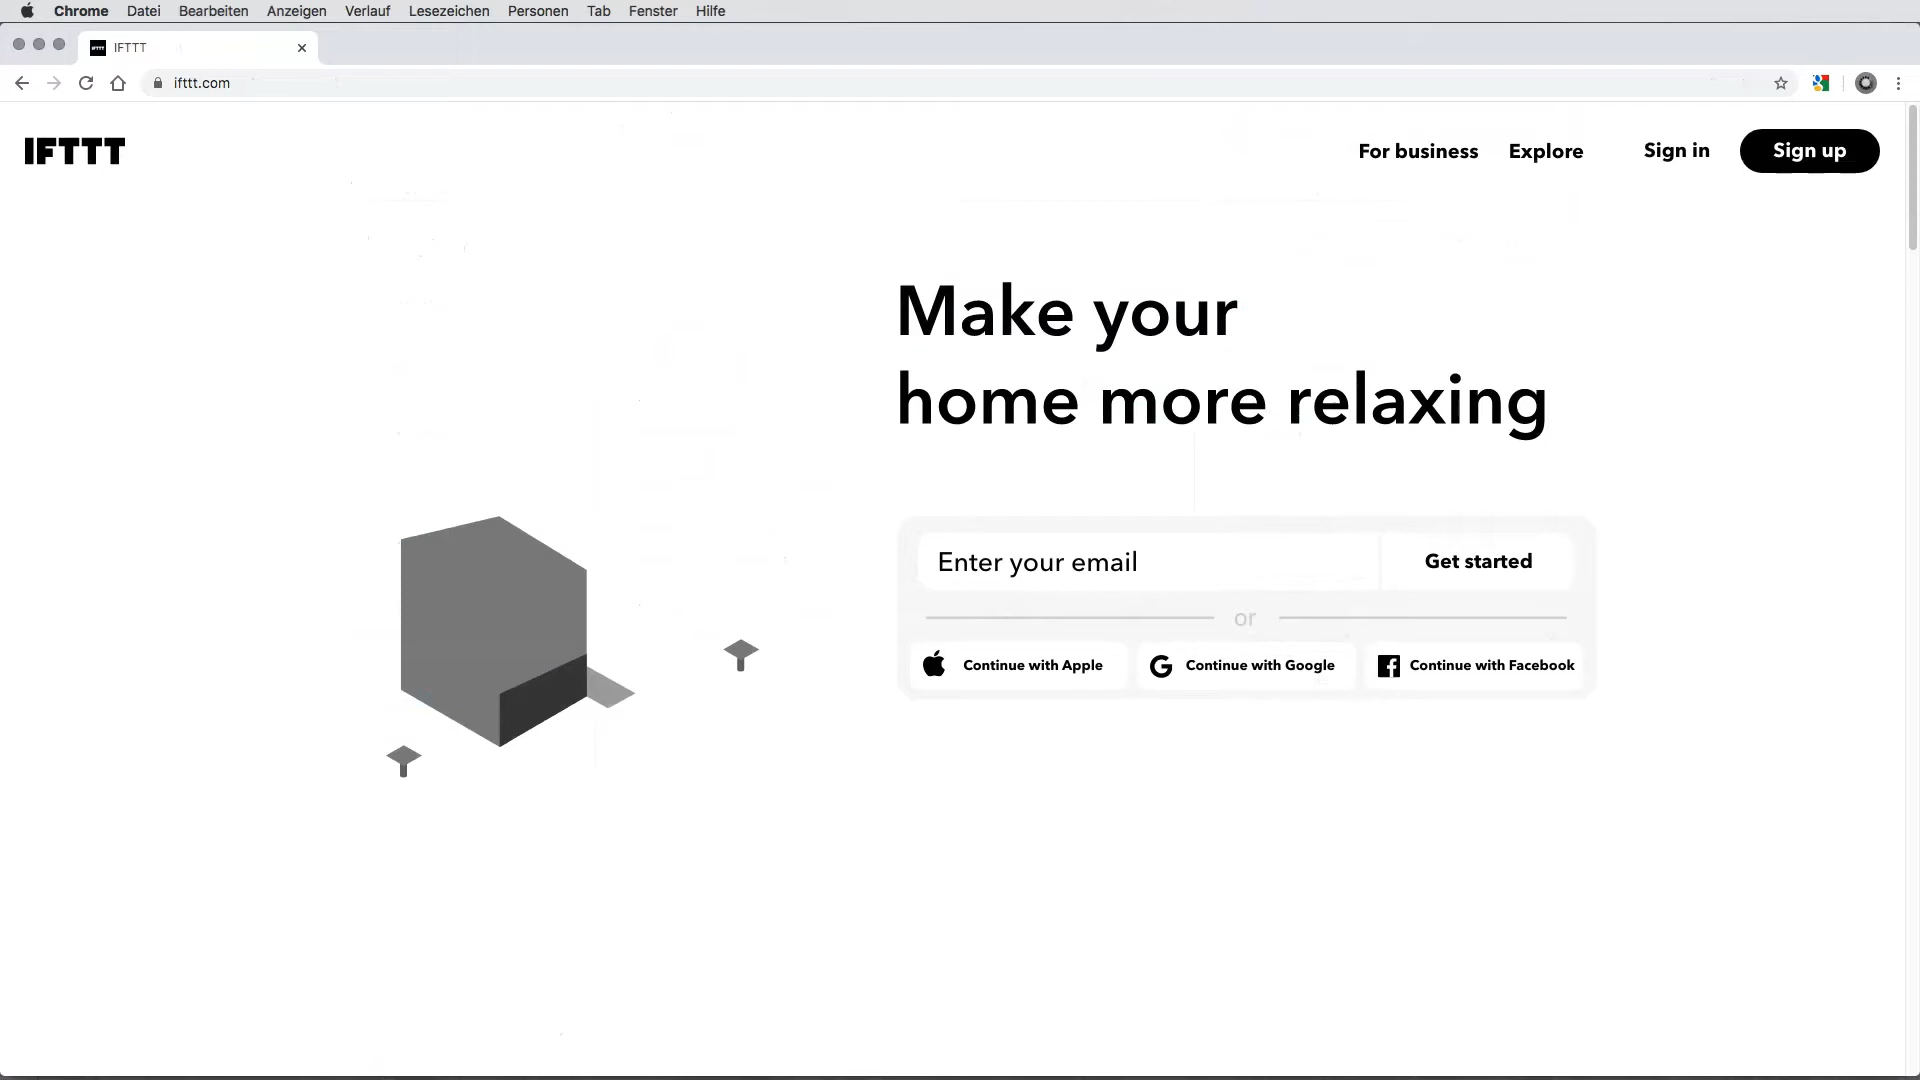 Chrome Datei Bearbeiten Anzeigen Verlauf Lesezeichen Personen Tab Fenster Hilfe
IFTTT IFTTT
ifttt.com
IFTTT
For business Explore Sign in Sign up
Make your
home more relaxing
Enter your email Get started
or
Continue with Apple Continue with Google Continue with Facebook